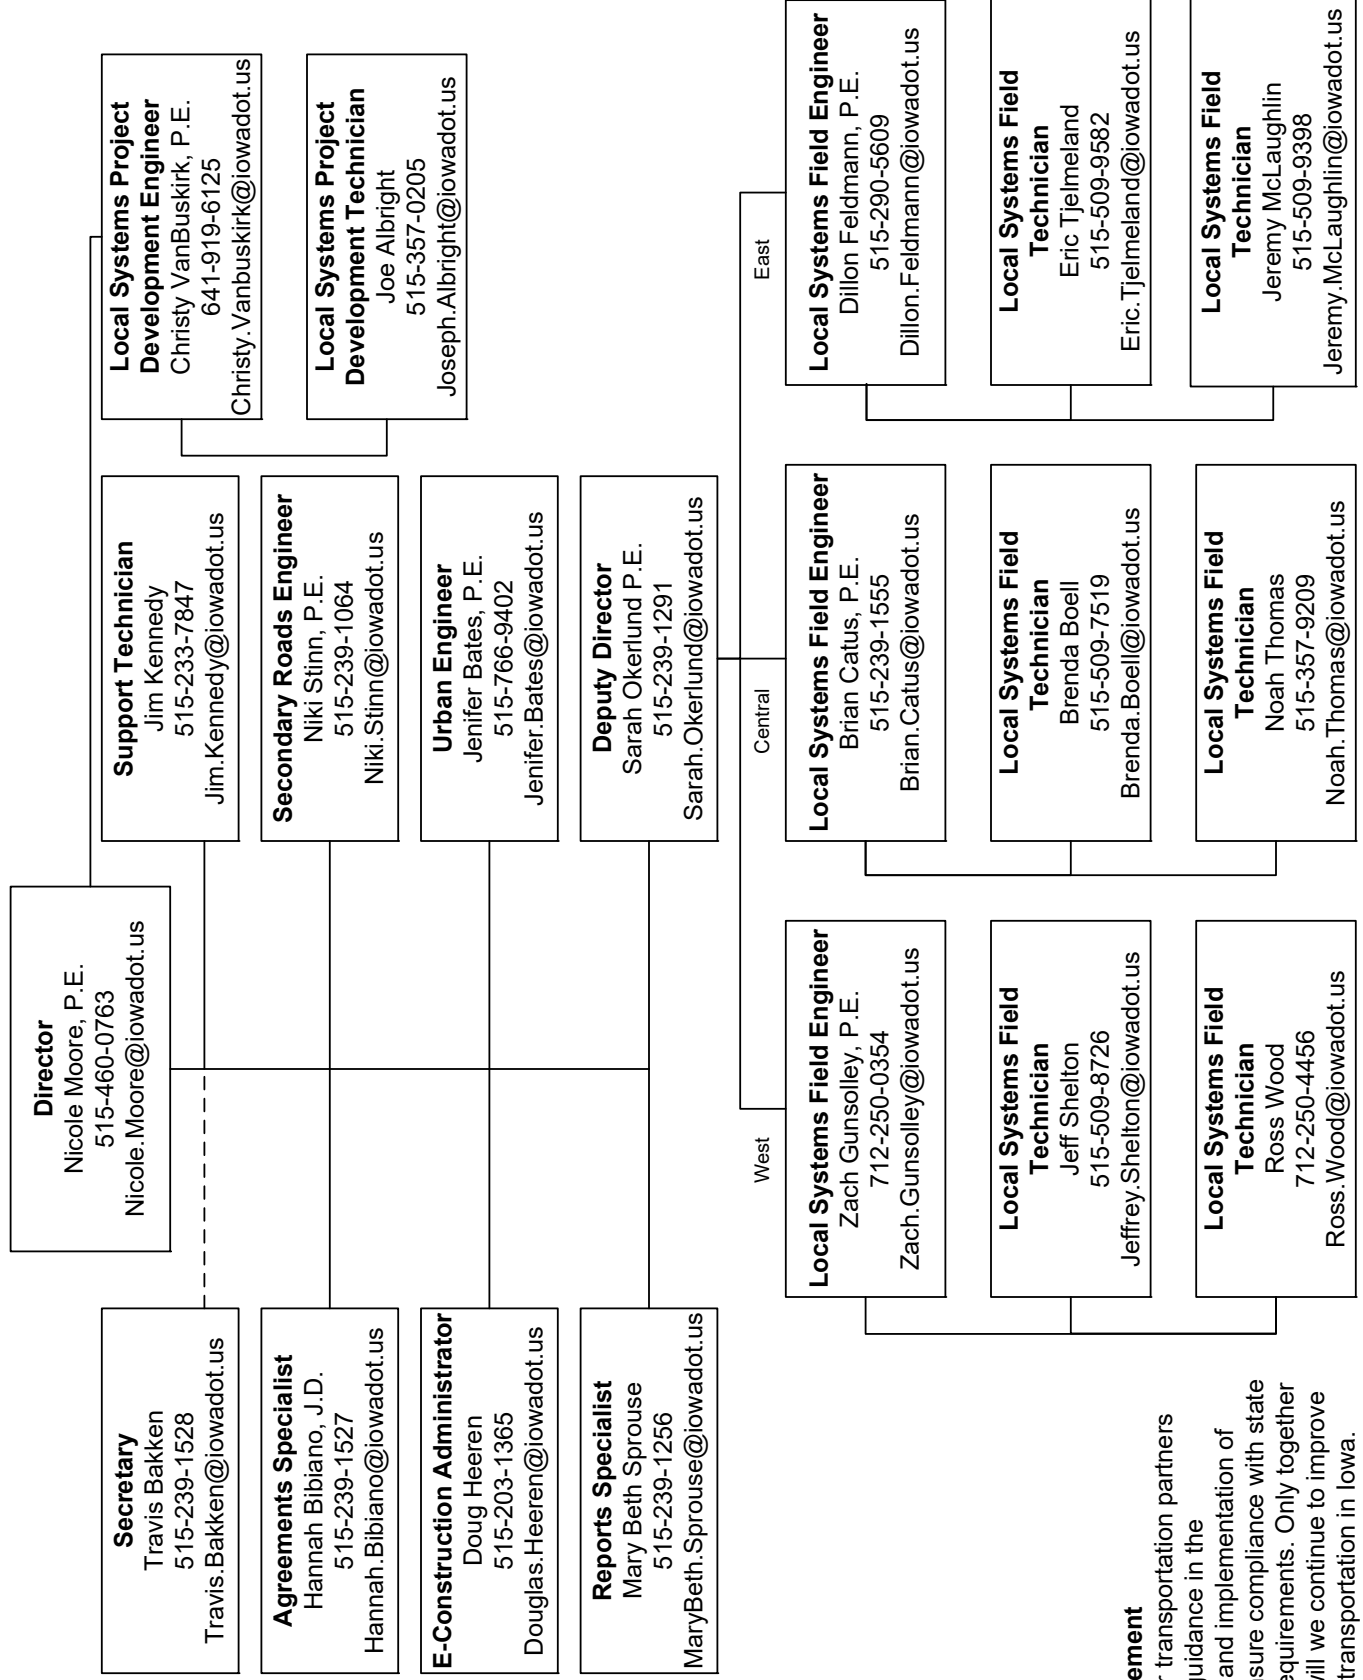 Director
Nicole Moore, P.E.
515-460-0763
Nicole.Moore@iowadot.us
Secretary
Travis Bakken
515-239-1528
Travis.Bakken@iowadot.us
Support Technician
Jim Kennedy
515-233-7847
Jim.Kennedy@iowadot.us
Local Systems Project
Development Engineer
Christy VanBuskirk, P.E.
641-919-6125
Christy.Vanbuskirk@iowadot.us
Agreements Specialist
Hannah Bibiano, J.D.
515-239-1527
Hannah.Bibiano@iowadot.us
Secondary Roads Engineer
Niki Stinn, P.E.
515-239-1064
Niki.Stinn@iowadot.us
Local Systems Project
Development Technician
Joe Albright
515-357-0205
Joseph.Albright@iowadot.us
E-Construction Administrator
Doug Heeren
515-203-1365
Douglas.Heeren@iowadot.us
Urban Engineer
Jenifer Bates, P.E.
515-766-9402
Jenifer.Bates@iowadot.us
Reports Specialist
Mary Beth Sprouse
515-239-1256
MaryBeth.Sprouse@iowadot.us
Deputy Director
Sarah Okerlund P.E.
515-239-1291
Sarah.Okerlund@iowadot.us
West
Central
East
Local Systems Field Engineer
Zach Gunsolley, P.E.
712-250-0354
Zach.Gunsolley@iowadot.us
Local Systems Field Engineer
Brian Catus, P.E.
515-239-1555
Brian.Catus@iowadot.us
Local Systems Field Engineer
Dillon Feldmann, P.E.
515-290-5609
Dillon.Feldmann@iowadot.us
Local Systems Field
Technician
Jeff Shelton
515-509-8726
Jeffrey.Shelton@iowadot.us
Local Systems Field
Technician
Brenda Boell
515-509-7519
Brenda.Boell@iowadot.us
Local Systems Field
Technician
Eric Tjelmeland
515-509-9582
Eric.Tjelmeland@iowadot.us
Local Systems Field
Technician
Ross Wood
712-250-4456
Ross.Wood@iowadot.us
Local Systems Field
Technician
Noah Thomas
515-357-9209
Noah.Thomas@iowadot.us
Local Systems Field
Technician
Jeremy McLaughlin
515-509-9398
Jeremy.McLaughlin@iowadot.us
transportation partners
guidance in the
and implementation of
compliance with state
Only together
will we continue to improve
transportation in Iowa.